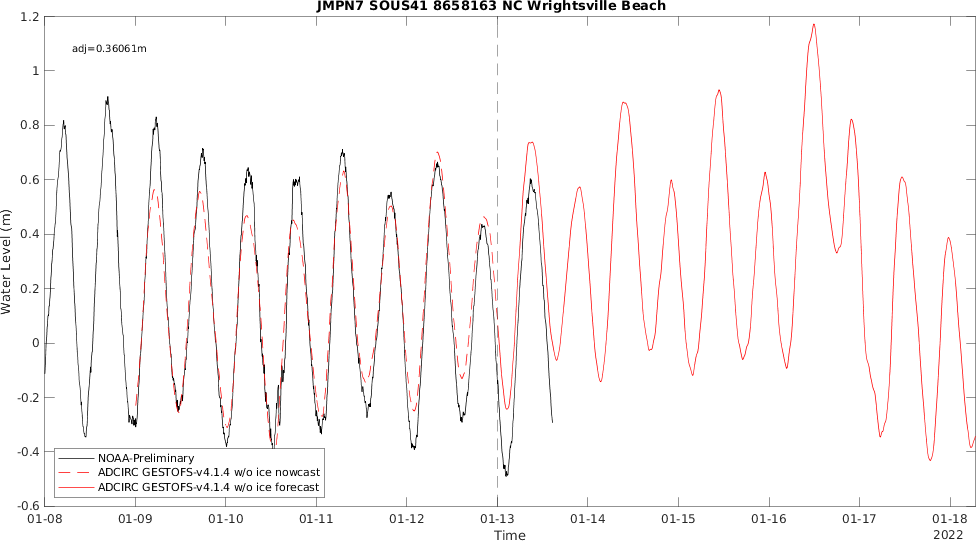 JMPN7 SOUS41 8658163 NC Wrightsville Beach
adj=0.36061m
1.2
1
0.8
0.6
0.4
0.2
0
-0.2
-0.4
-0.6
Water Level (m)
NOAA-Preliminary
ADCIRC GESTOFS-v4.1.4 w/o ice nowcast
ADCIRC GESTOFS-v4.1.4 w/o ice forecast
01-08 01-09 01-10 01-11 01-12 01-13 01-14 01-15 01-16 01-17 01-18
Time
2022